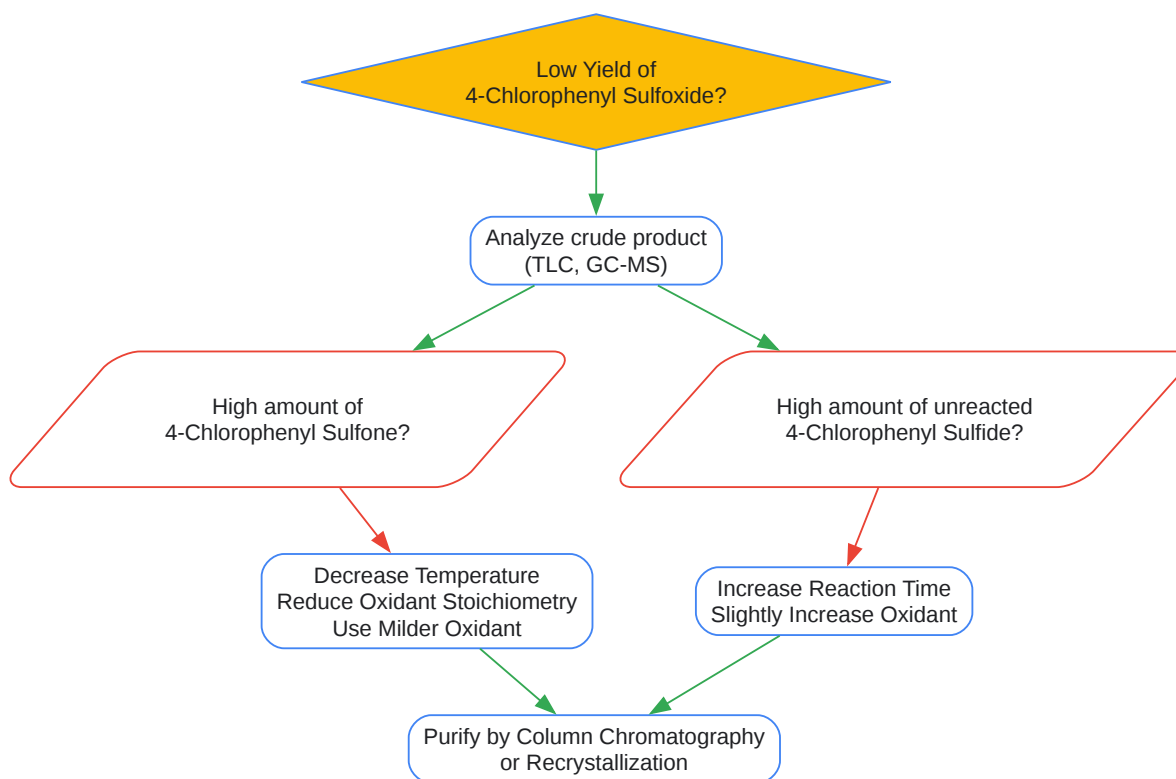 Low Yield of
4-Chlorophenyl Sulfoxide?
Analyze crude product
(TLC, GC-MS)
High amount of
4-Chlorophenyl Sulfone?
High amount of unreacted
4-Chlorophenyl Sulfide?
Decrease Temperature
Reduce Oxidant Stoichiometry
Use Milder Oxidant
Increase Reaction Time
Slightly Increase Oxidant
Purify by Column Chromatography
or Recrystallization